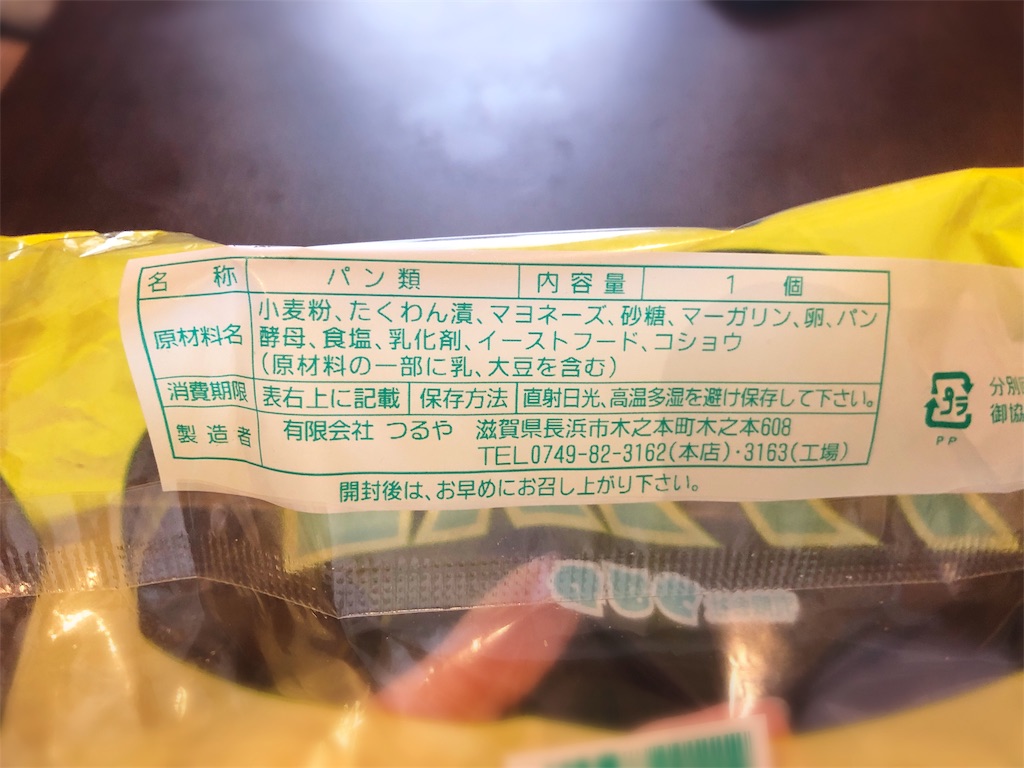 名称 パン類 内容量 1個
原材料名 小麦粉、たくわん漬、マヨネーズ、砂糖、マーガリン、卵、パン
酵母、食塩、乳化剤、イーストフード、コショウ
(原材料の一部に乳、大豆を含む)
消費期限 表右上に記載 保存方法 直射日光、高温多湿を避け保存して下さい。
製造者 有限会社 つるや 滋賀県長浜市木之本町木之本608
TEL0749-82-3162(本店)・3163(工場)
開封後は、お早めにお召し上がり下さい。
プラ
PP
分別
御協